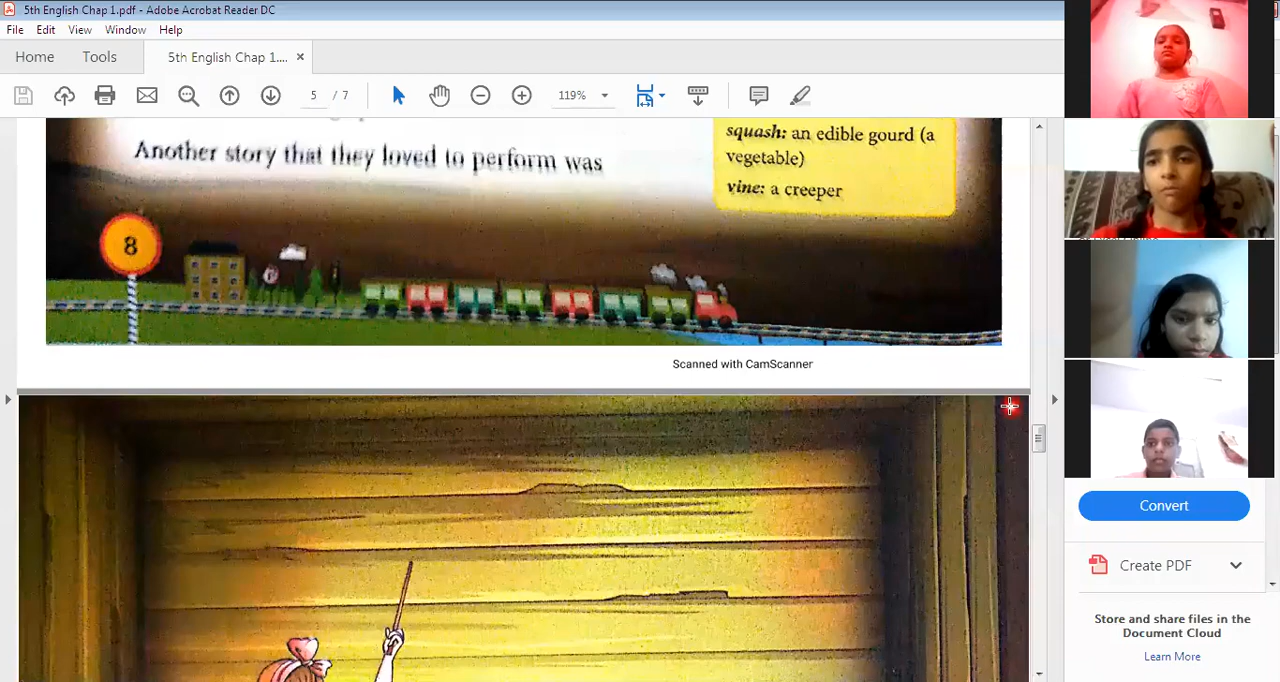 5th English Chap 1.pdf - Adobe Acrobat Reader DC
File Edit View Window Help
Home Tools 5th English Chap 1.... ×
5 / 7 119%
squash: an edible gourd (a
vegetable)
vine: a creeper
Another story that they loved to perform was
8
Scanned with CamScanner
Convert
Create PDF
Store and share files in the
Document Cloud
Learn More